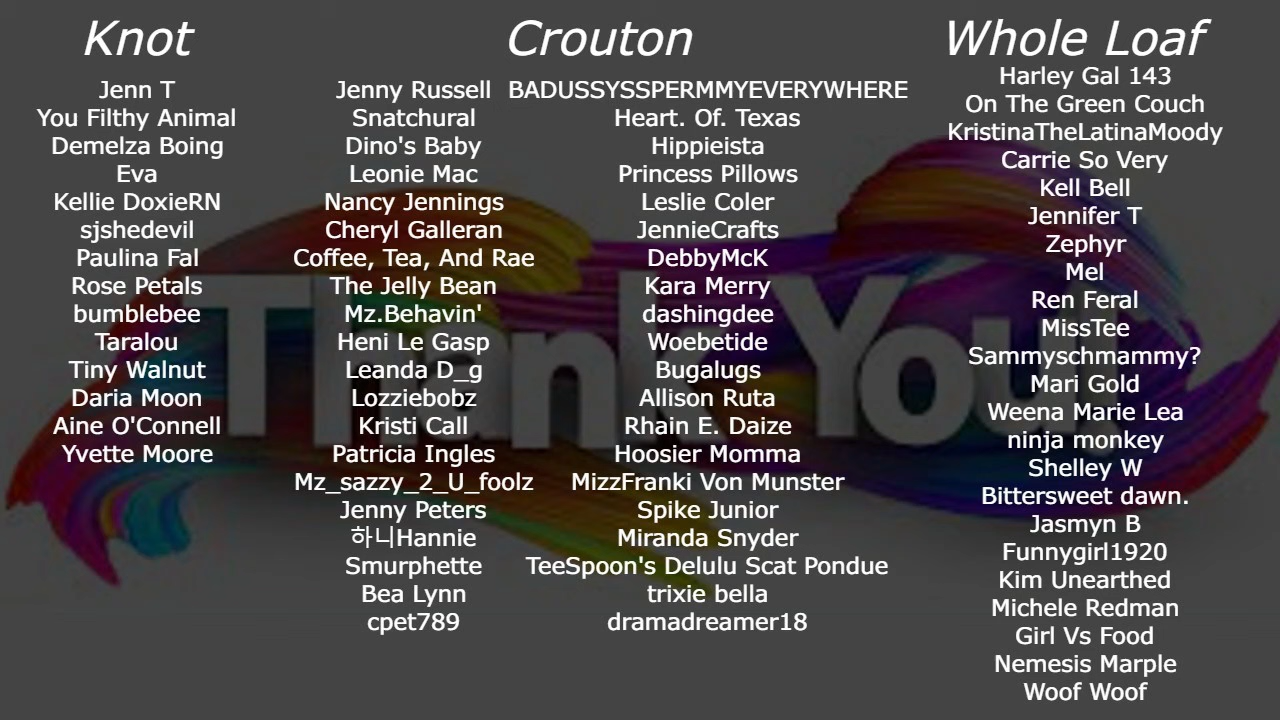 Knot
Jenn T
You Filthy Animal
Demelza Boing
Eva
Kellie DoxieRN
sjshedevil
Paulina Fal
Rose Petals
bumblebee
Taralou
Tiny Walnut
Daria Moon
Aine O'Connell
Yvette Moore
Crouton
Jenny Russell
Snatchural
Dino's Baby
Leonie Mac
Nancy Jennings
Cheryl Galleran
Coffee, Tea, And Rae
The Jelly Bean
Mz.Behavin'
Heni Le Gasp
Leanda D_g
Lozziebobz
Kristi Call
Patricia Ingles
Mz_sazzy_2_U_foolz
Jenny Peters
하니Hannie
Smurphette
Bea Lynn
cpet789
BADUSSYSSPERMMYEVERYWHERE
Heart. Of. Texas
Hippieista
Princess Pillows
Leslie Coler
JennieCrafts
DebbyMcK
Kara Merry
dashingdee
Woebetide
Bugalugs
Allison Ruta
Rhain E. Daize
Hoosier Momma
MizzFranki Von Munster
Spike Junior
Miranda Snyder
TeeSpoon's Delulu Scat Pondue
trixie bella
dramadreamer18
Whole Loaf
Harley Gal 143
On The Green Couch
KristinaTheLatinaMoody
Carrie So Very
Kell Bell
Jennifer T
Zephyr
Mel
Ren Feral
MissTee
Sammyschmammy?
Mari Gold
Weena Marie Lea
ninja monkey
Shelley W
Bittersweet dawn.
Jasmyn B
Funnygirl1920
Kim Unearthed
Michele Redman
Girl Vs Food
Nemesis Marple
Woof Woof
Thank You!